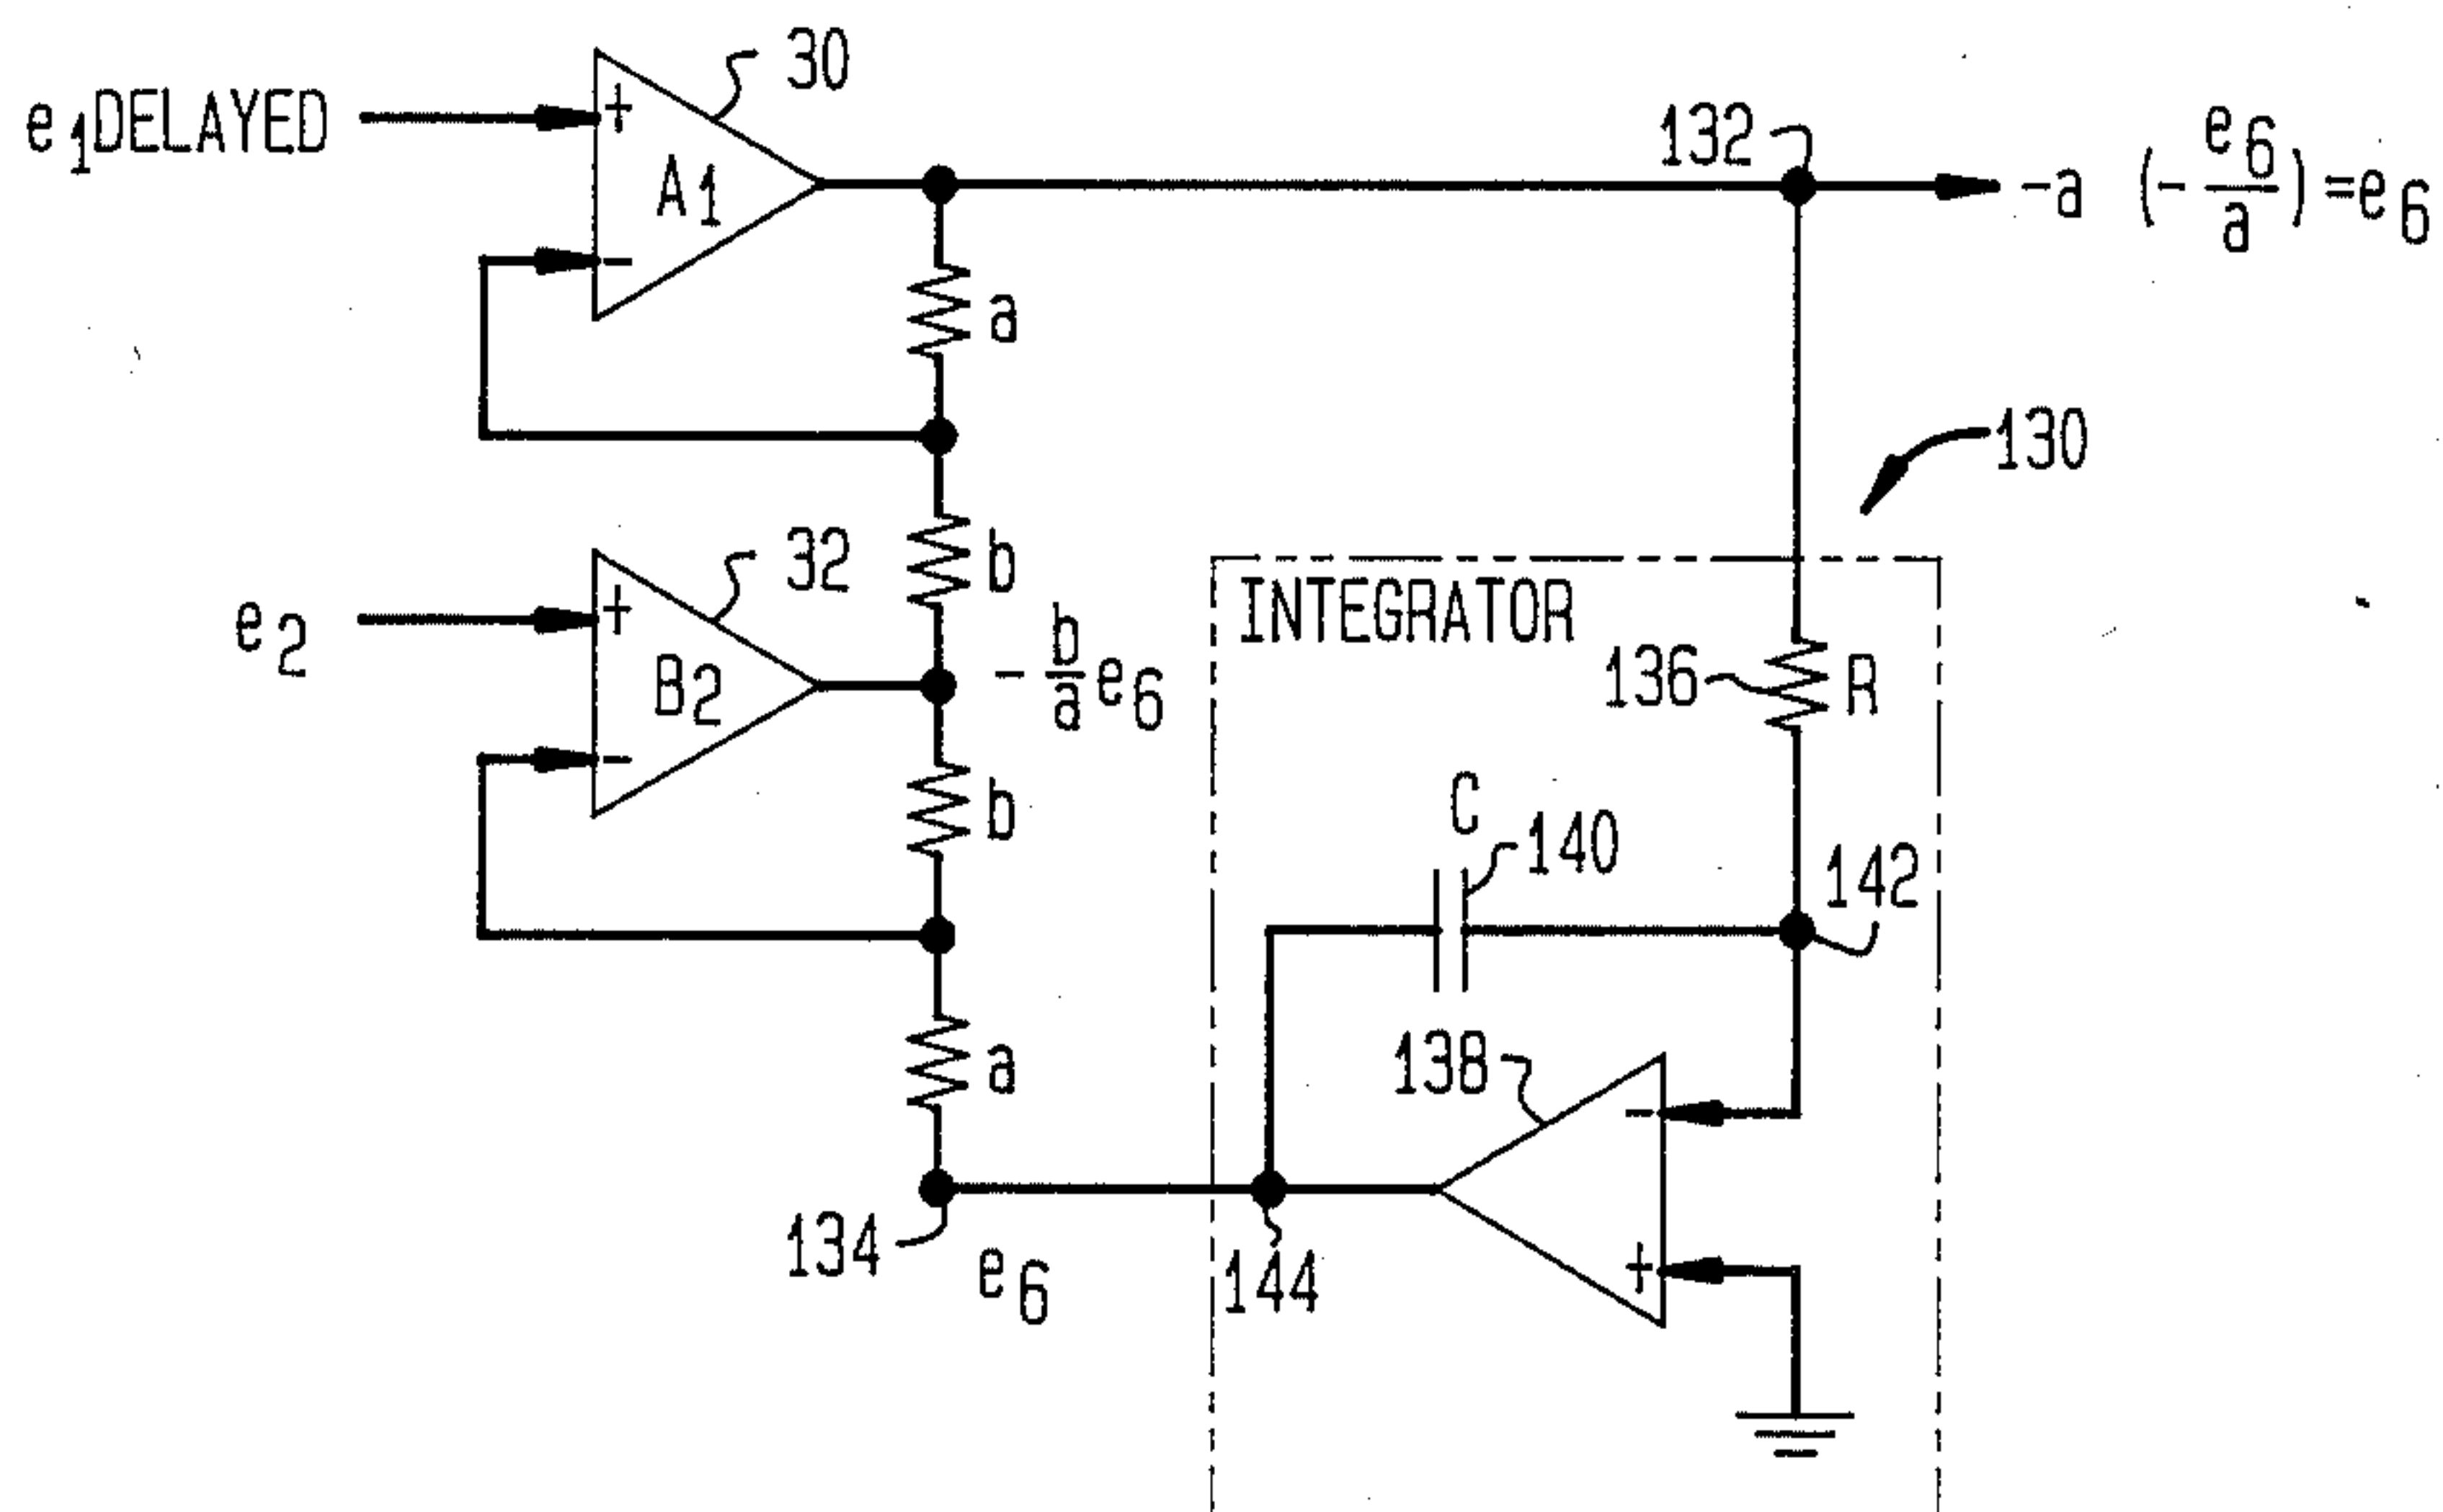 30
e1DELAYED
+
A1
-
132
-a (-e6/a)=e6
a
130
b
32
INTEGRATOR
e2
+
B2
-b/a e6
136
R
-
b
C
140
142
138
a
-
134
e6
144
+